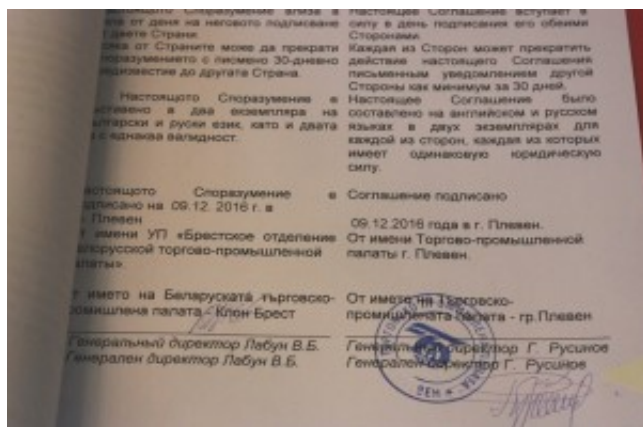 Споразумение влиза в
от деня на неговото подписване
двете Страни.
от Страните може да прекрати
споразумението с писмено 30-дневно
предизвестие до другата Страна.
Настоящото Споразумение в
в два екземпляра на
и руски език, като и двата
с еднаква валидност.
Споразумение в
на 09.12. 2016 г. в
Плевен
имени УП «Брестское отделение
Белорусской торгово-промышленной
палаты»
От името на Беларуската търговско-
промишлена палата - Клон Брест
Генеральный директор Лабун В.Б.
Генерален директор Лабун В.Б.
Настоящее Соглашение вступает в
силу в день подписания его обеими
Сторонами.
Каждая из Сторон может прекратить
действие настоящего Соглашения
письменным уведомлением другой
Стороны как минимум за 30 дней.
Настоящее Соглашение было
составлено на английском и русском
языках в двух экземплярах для
каждой из сторон, каждая из которых
имеет одинаковую юридическую
силу.
Соглашение подписано
09.12.2016 года в г. Плевен.
От имени Торгово-промышленной
палаты г. Плевен.
От името на Търговско-
промишлената палата - гр.Плевен
Генеральный директор Г. Русинов
Генерален директор Г. Русинов